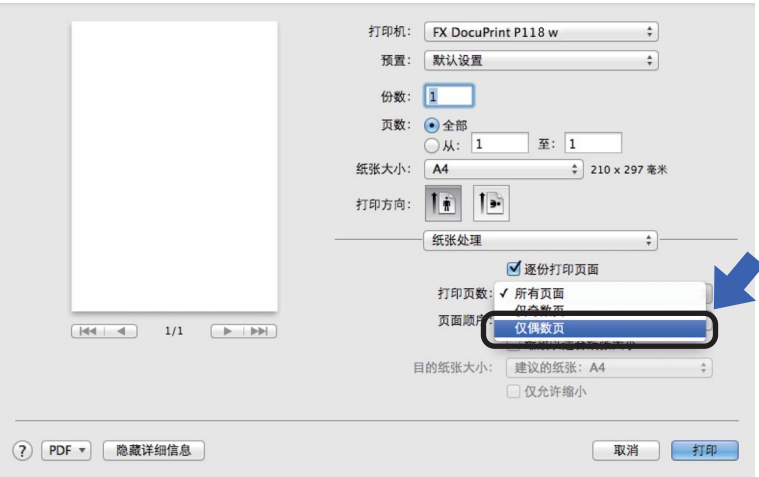 打印机: FX DocuPrint P118 w
预置: 默认设置
份数: 1
页数: 全部
从: 1 至: 1
纸张大小: A4 210 x 297 毫米
打印方向:
纸张处理
逐份打印页面
打印页数: ✓ 所有页面
仅奇数页
页面顺序
仅偶数页
目的纸张大小: 建议的纸张: A4
仅允许缩小
1/1
? PDF 隐藏详细信息 取消 打印